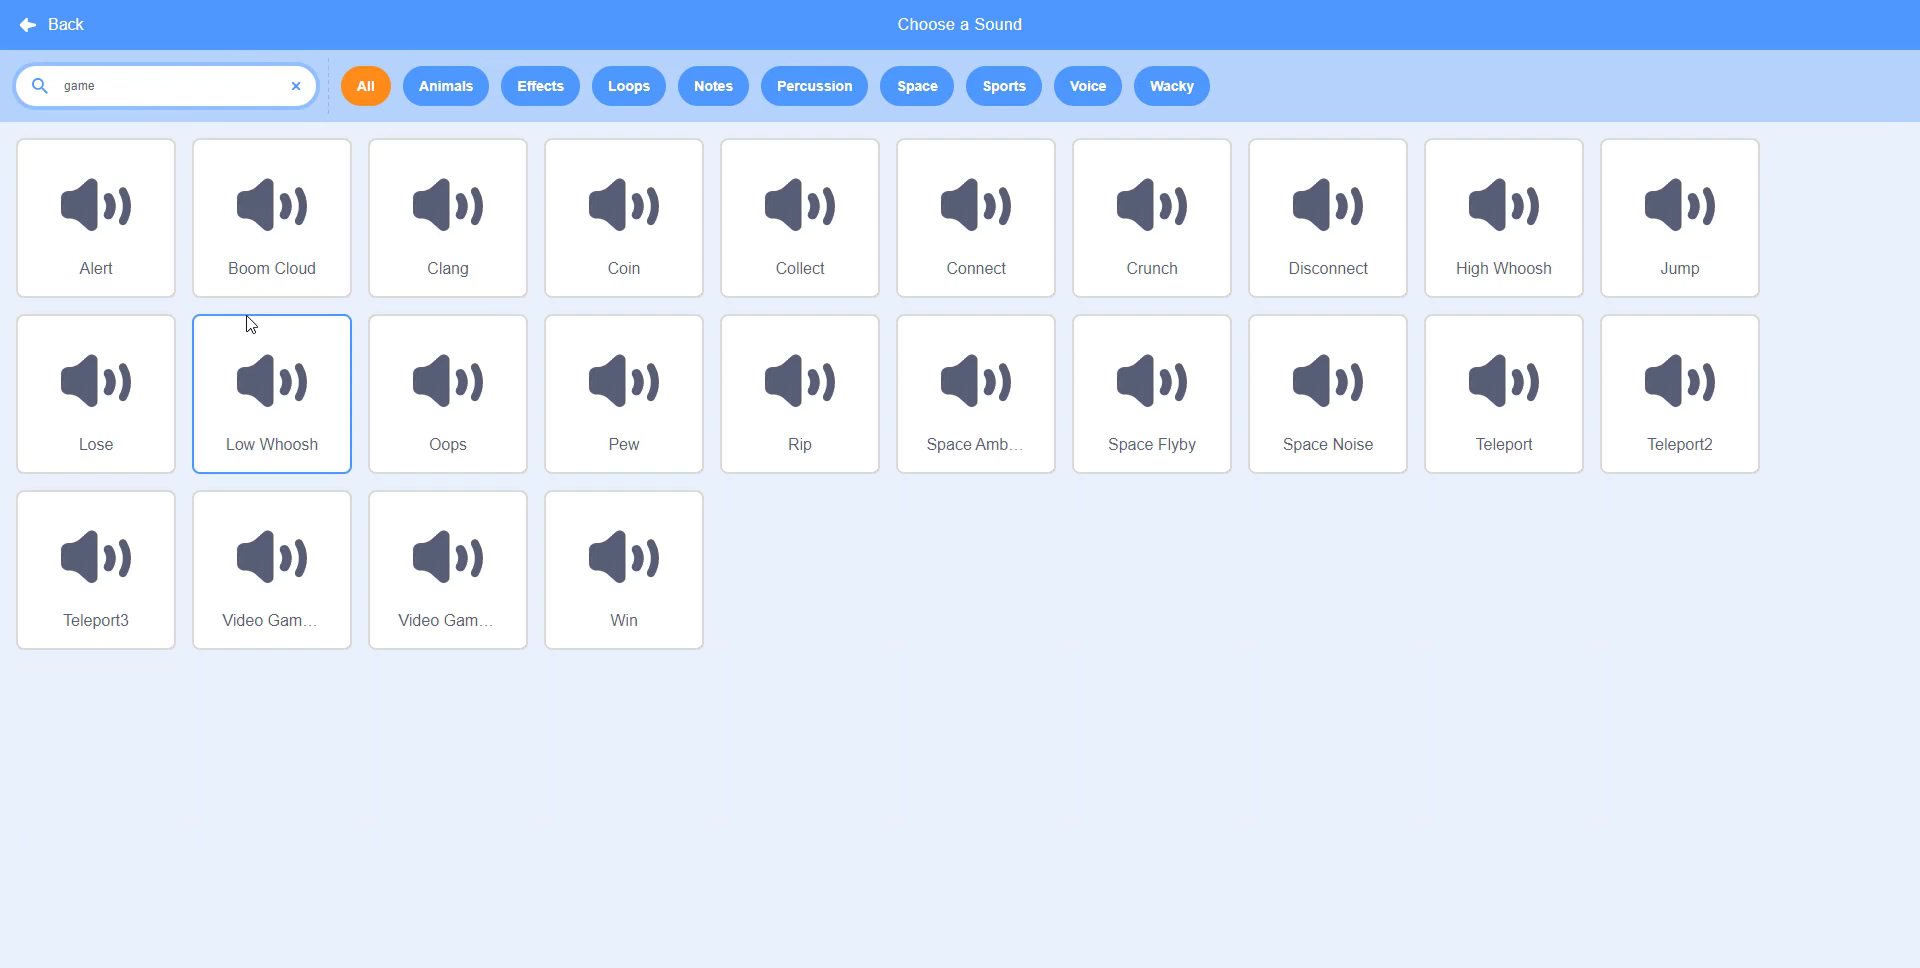 Back
Choose a Sound
game
All
Animals
Effects
Loops
Notes
Percussion
Space
Sports
Voice
Wacky
Alert
Boom Cloud
Clang
Coin
Collect
Connect
Crunch
Disconnect
High Whoosh
Jump
Lose
Low Whoosh
Oops
Pew
Rip
Space Amb...
Space Flyby
Space Noise
Teleport
Teleport2
Teleport3
Video Gam...
Video Gam...
Win